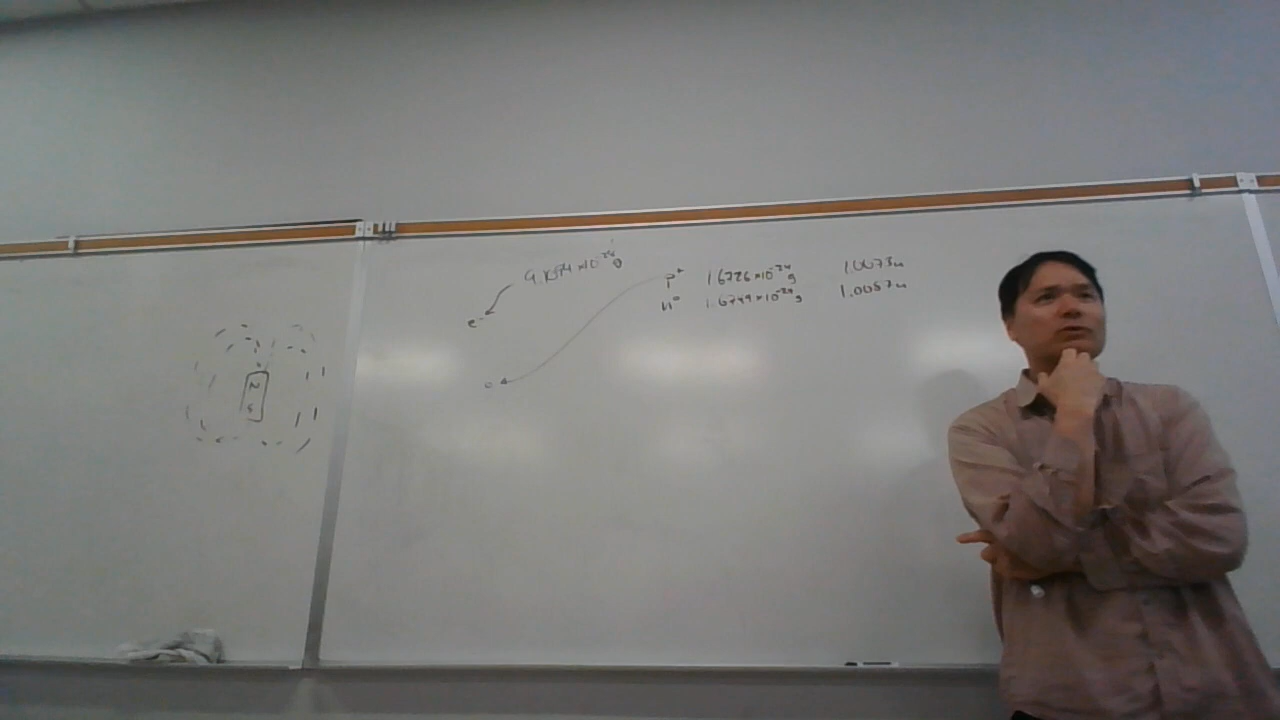 N
S
9.1094×10⁻²⁸ g
e⁻
p⁺ 1.6726×10⁻²⁴ g 1.0073u
n⁰ 1.6749×10⁻²⁴ g 1.0087u